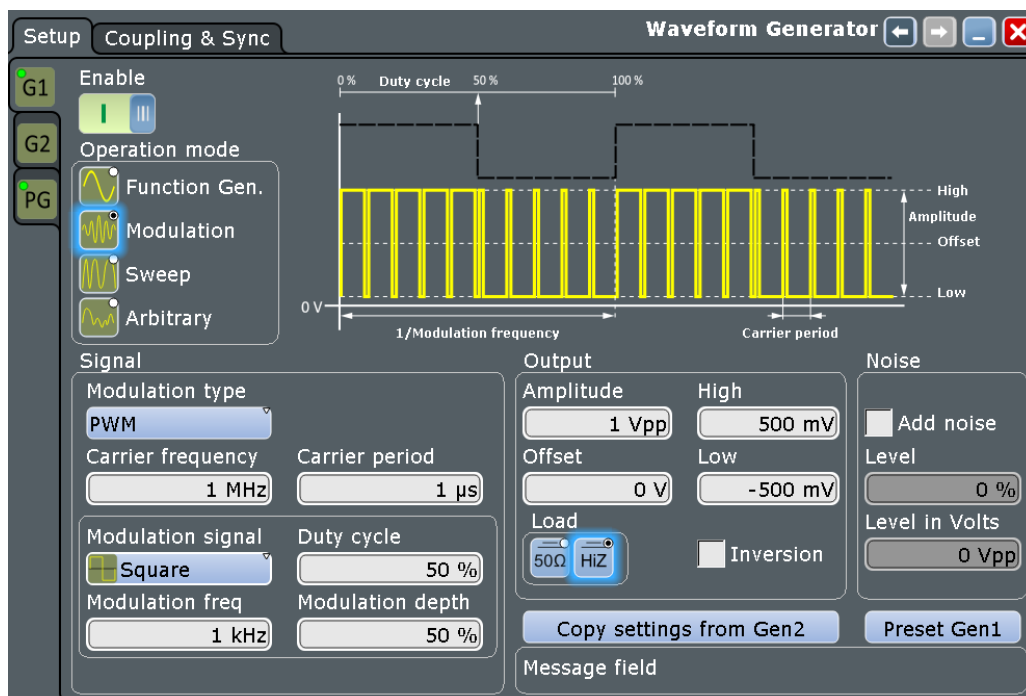 Setup Coupling & Sync Waveform Generator
G1
G2
PG
Enable
Operation mode
Function Gen.
Modulation
Sweep
Arbitrary
0 % Duty cycle 50 % 100 %
High
Amplitude
Offset
Low
0 V
1/Modulation frequency Carrier period
Signal
Modulation type
PWM
Carrier frequency Carrier period
1 MHz 1 µs
Modulation signal Duty cycle
Square 50 %
Modulation freq Modulation depth
1 kHz 50 %
Output
Amplitude High
1 Vpp 500 mV
Offset Low
0 V -500 mV
Load
50Ω HiZ Inversion
Noise
Add noise
Level
0 %
Level in Volts
0 Vpp
Copy settings from Gen2 Preset Gen1
Message field